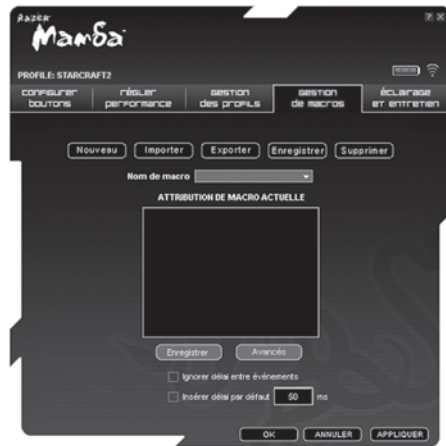 RAZER
Mamba
PROFILE: STARCRAFT2
CONFIGURER BOUTONS
RÉGLER PERFORMANCE
GESTION DES PROFILS
GESTION DE MACROS
ÉCLAIRAGE ET ENTRETIEN
Nouveau Importer Exporter Enregistrer Supprimer
Nom de macro
ATTRIBUTION DE MACRO ACTUELLE
Enregistrer Avancés
Ignorer délai entre événements
Insérer délai par défaut 50 ms
OK ANNULER APPLIQUER